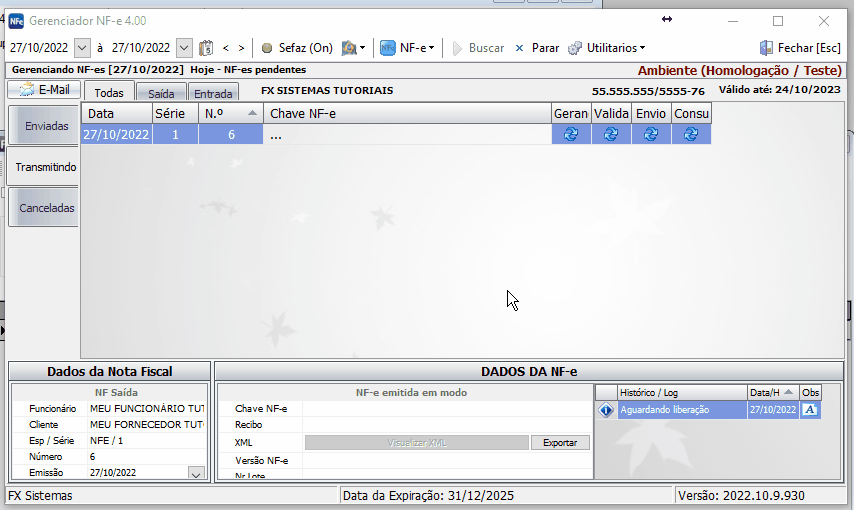 Gerenciador NF-e 4.00
27/10/2022 à 27/10/2022 < > Sefaz (On) NF-e Buscar Parar Utilitarios Fechar [Esc]
Gerenciando NF-es [27/10/2022] Hoje - NF-es pendentes Ambiente (Homologação / Teste)
E-Mail Todas Saída Entrada FX SISTEMAS TUTORIAIS 55.555.555/5555-76 Válido até: 24/10/2023
Data Série N.º Chave NF-e Geran Valida Envio Consu
27/10/2022 1 6 ...
Enviadas
Transmitindo
Canceladas
Dados da Nota Fiscal
NF Saída
Funcionário MEU FUNCIONÁRIO TUT
Cliente MEU FORNECEDOR TUT
Esp / Série NFE / 1
Número 6
Emissão 27/10/2022
DADOS DA NF-e
NF-e emitida em modo
Chave NF-e
Recibo
XML Visualizar XML Exportar
Versão NF-e
Nr Lote
Histórico / Log Data/H Obs
Aguardando liberação 27/10/2022 A
FX Sistemas Data da Expiração: 31/12/2025 Versão: 2022.10.9.930